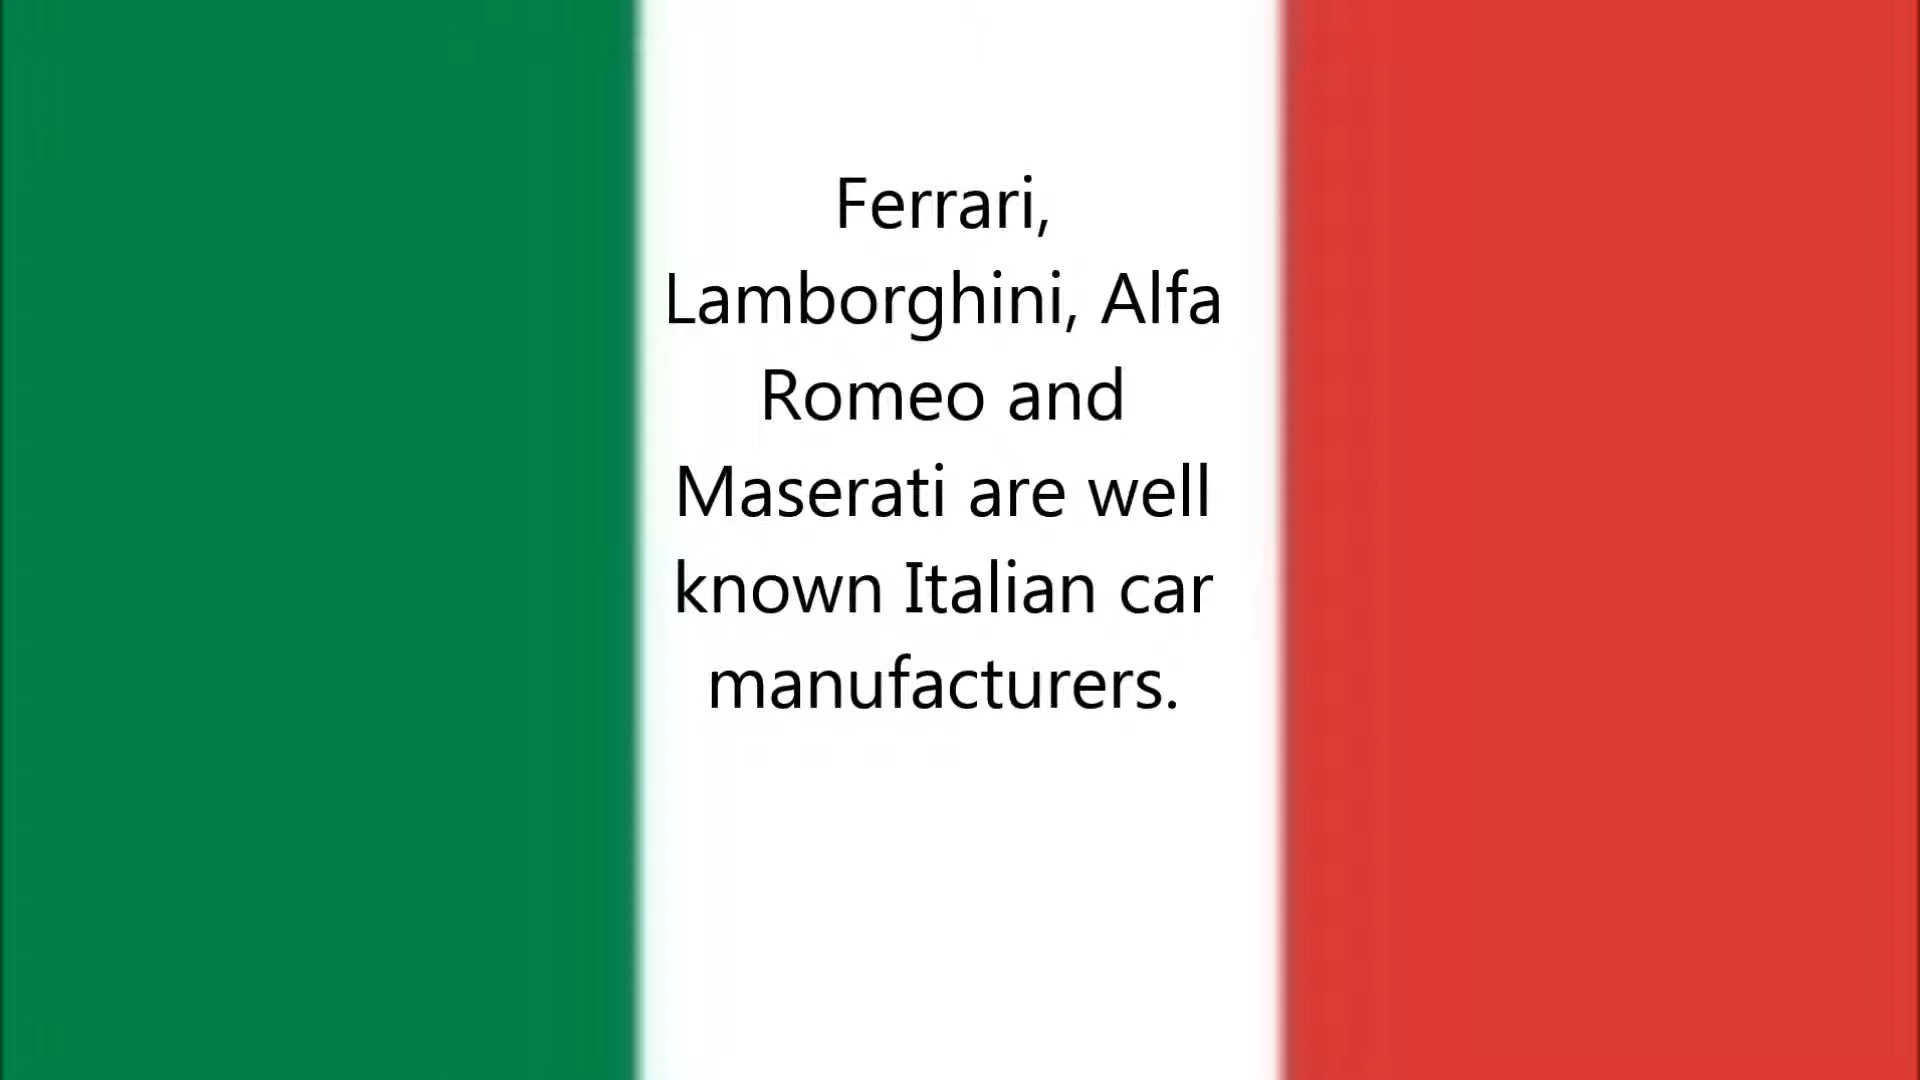 Ferrari,
Lamborghini, Alfa
Romeo and
Maserati are well
known Italian car
manufacturers.